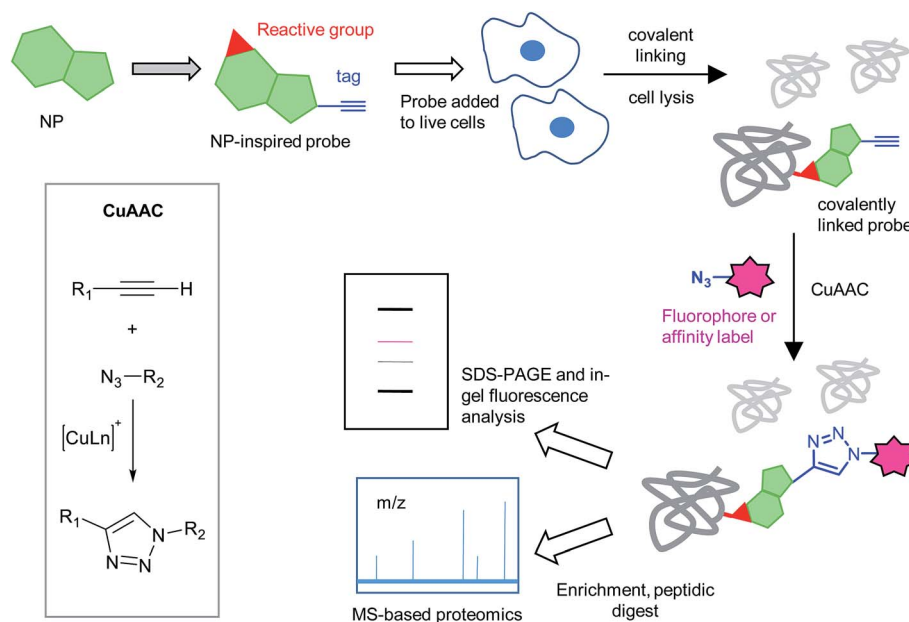 Reactive group
tag
NP
NP-inspired probe
Probe added
to live cells
covalent
linking
cell lysis
covalently
linked probe
N₃
Fluorophore or
affinity label
CuAAC
CuAAC
R₁
H
+
N₃
R₂
[CuLn]⁺
R₁
N
R₂
N
N
SDS-PAGE and in-
gel fluorescence
analysis
N
N
N
m/z
MS-based proteomics
Enrichment, peptidic
digest